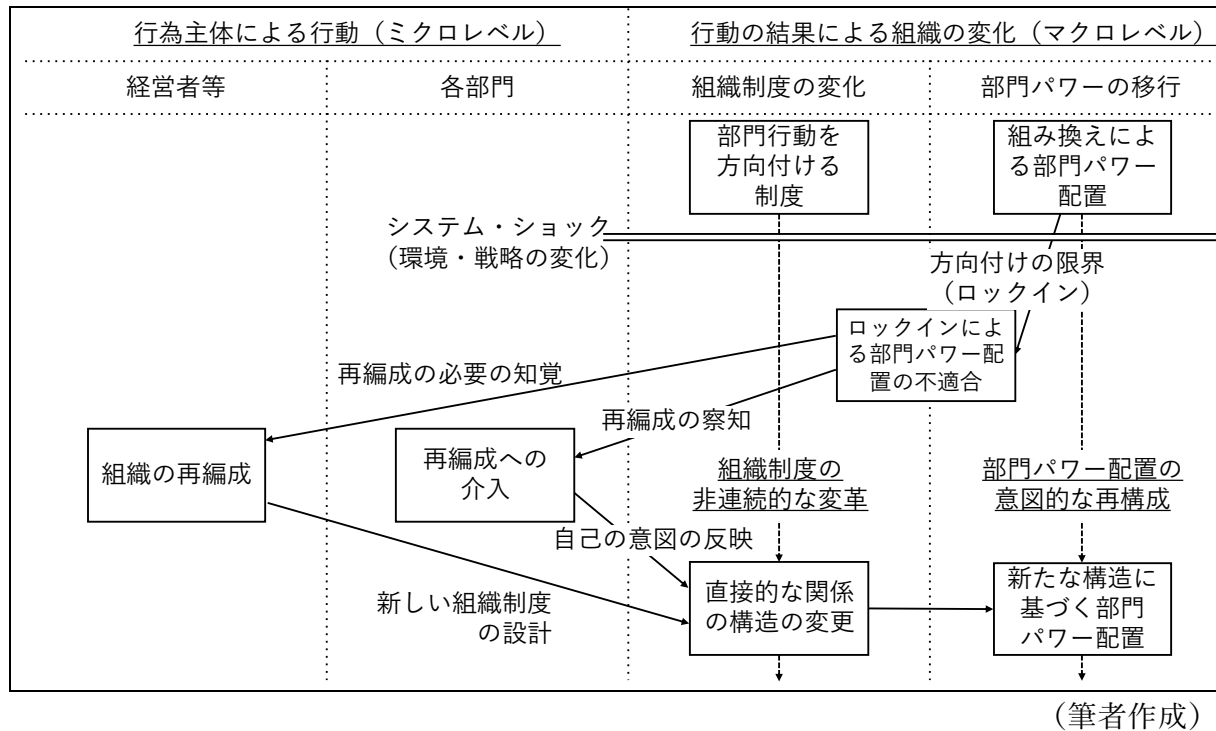 行為主体による行動（ミクロレベル）
行動の結果による組織の変化（マクロレベル）
経営者等
各部門
組織制度の変化
部門パワーの移行
部門行動を
方向付ける
制度
組み換えによ
る部門パワー
配置
システム・ショック
（環境・戦略の変化）
方向付けの限界
（ロックイン）
ロックインによ
る部門パワー配
置の不適合
再編成の必要の知覚
再編成の察知
組織の再編成
再編成への
介入
組織制度の
非連続的な変革
部門パワー配置の
意図的な再構成
自己の意図の反映
新しい組織制度
の設計
直接的な関係
の構造の変更
新たな構造に
基づく部門
パワー配置
（筆者作成）